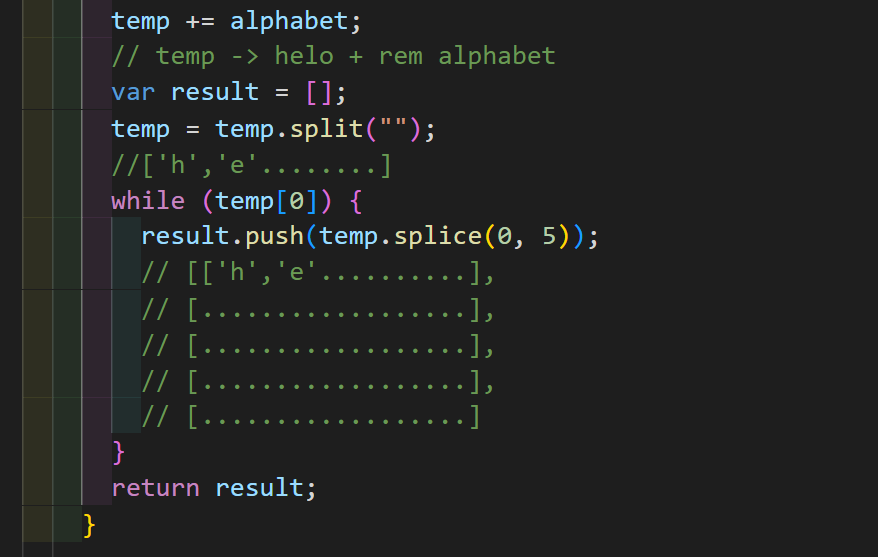 temp += alphabet;
// temp -> helo + rem alphabet
var result = [];
temp = temp.split("");
//['h','e'........]
while (temp[0]) {
result.push(temp.splice(0, 5));
// [['h','e'..........],
// [..................],
// [..................],
// [..................],
// [..................]
}
return result;
}